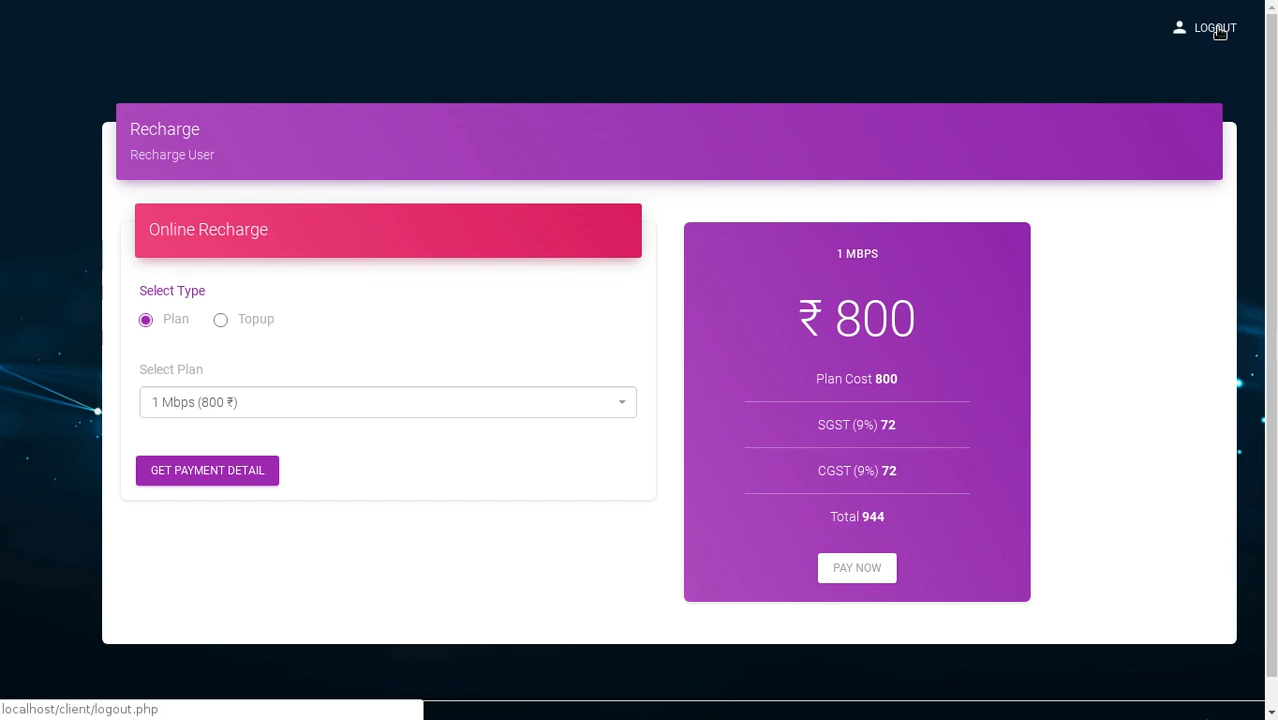 LOGOUT
Recharge
Recharge User
Online Recharge
Select Type
Plan
Topup
Select Plan
1 Mbps (800 ₹)
GET PAYMENT DETAIL
1 MBPS
₹ 800
Plan Cost 800
SGST (9%) 72
CGST (9%) 72
Total 944
PAY NOW
localhost/client/logout.php